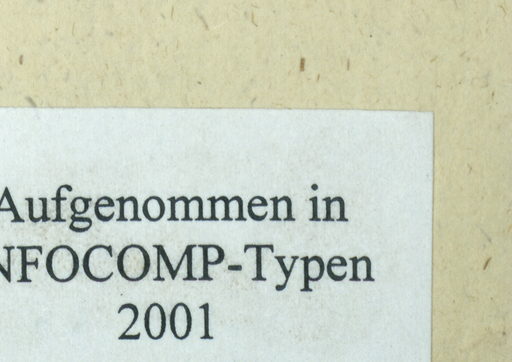 Aufgenommen in
NFOCOMP-Typen
2001